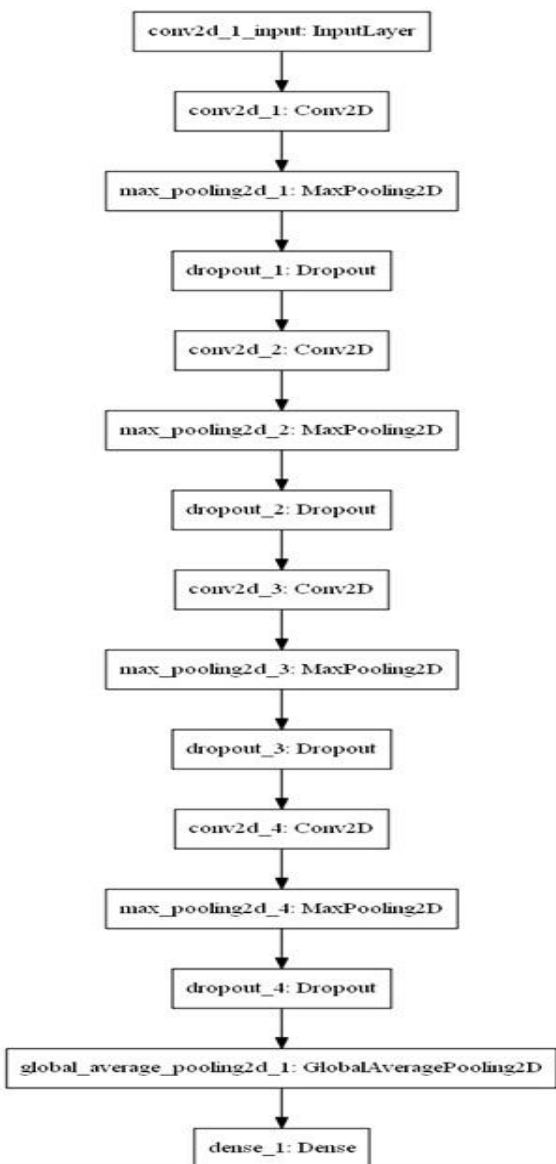 conv2d_1_input: InputLayer
conv2d_1: Conv2D
max_pooling2d_1: MaxPooling2D
dropout_1: Dropout
conv2d_2: Conv2D
max_pooling2d_2: MaxPooling2D
dropout_2: Dropout
conv2d_3: Conv2D
max_pooling2d_3: MaxPooling2D
dropout_3: Dropout
conv2d_4: Conv2D
max_pooling2d_4: MaxPooling2D
dropout_4: Dropout
global_average_pooling2d_1: GlobalAveragePooling2D
dense_1: Dense